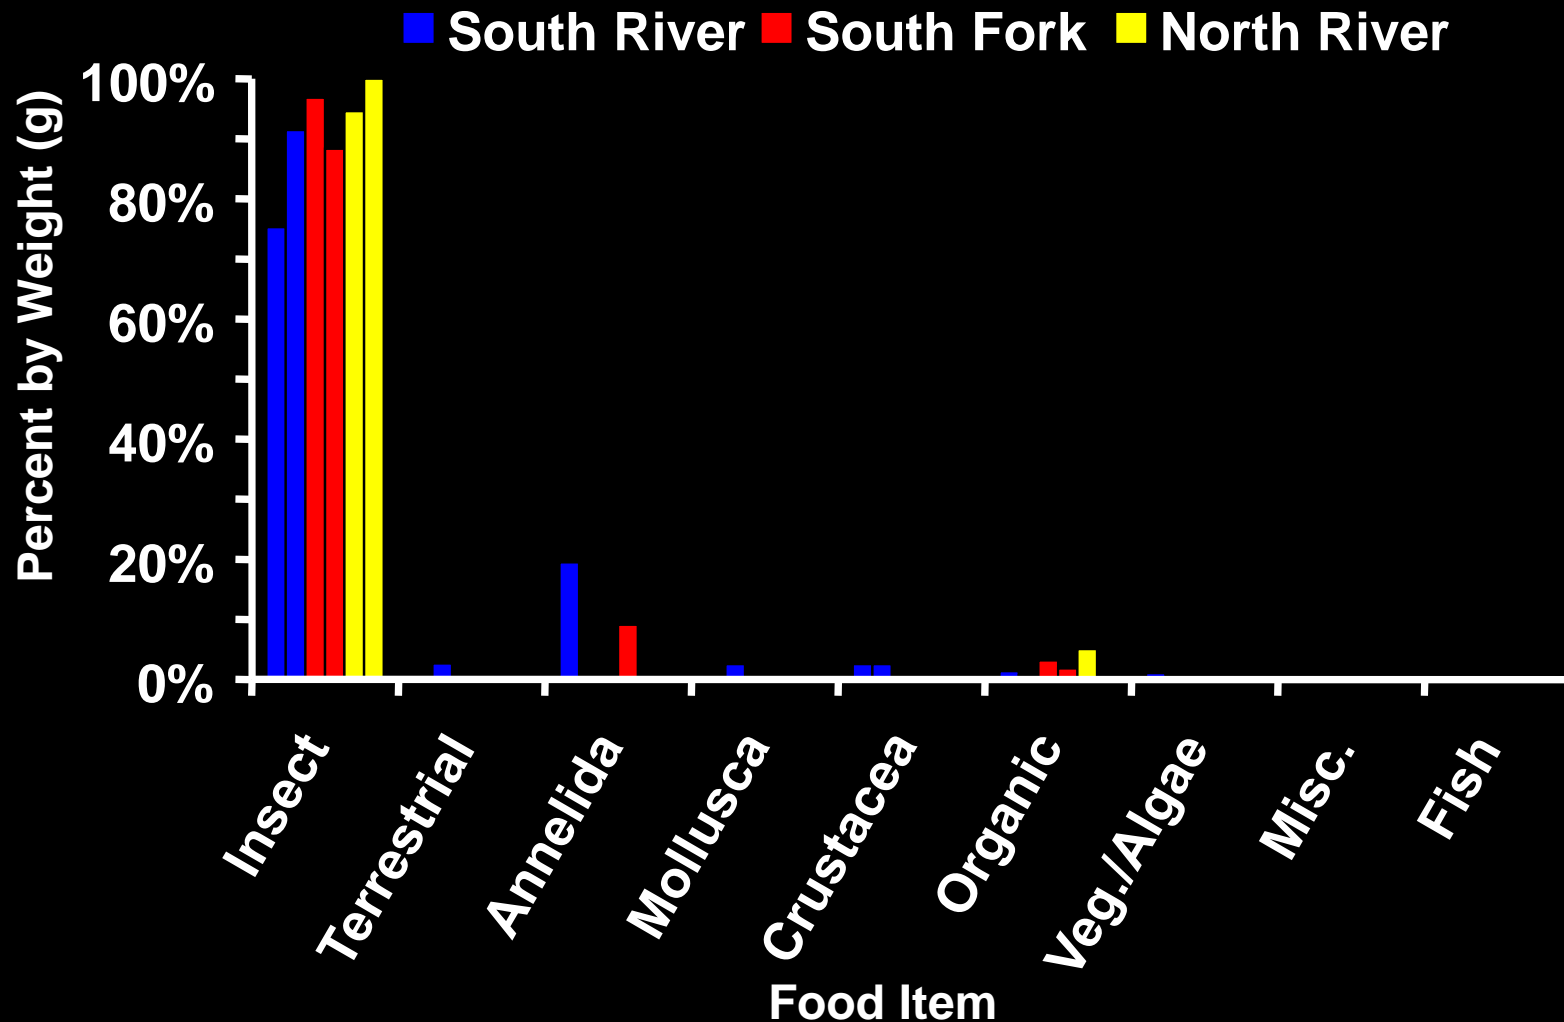 South River South Fork North River
Percent by Weight (g)
100%
80%
60%
40%
20%
0%
Insect
Terrestrial
Annelida
Mollusca
Crustacea
Organic
Veg./Algae
Misc.
Fish
Food Item